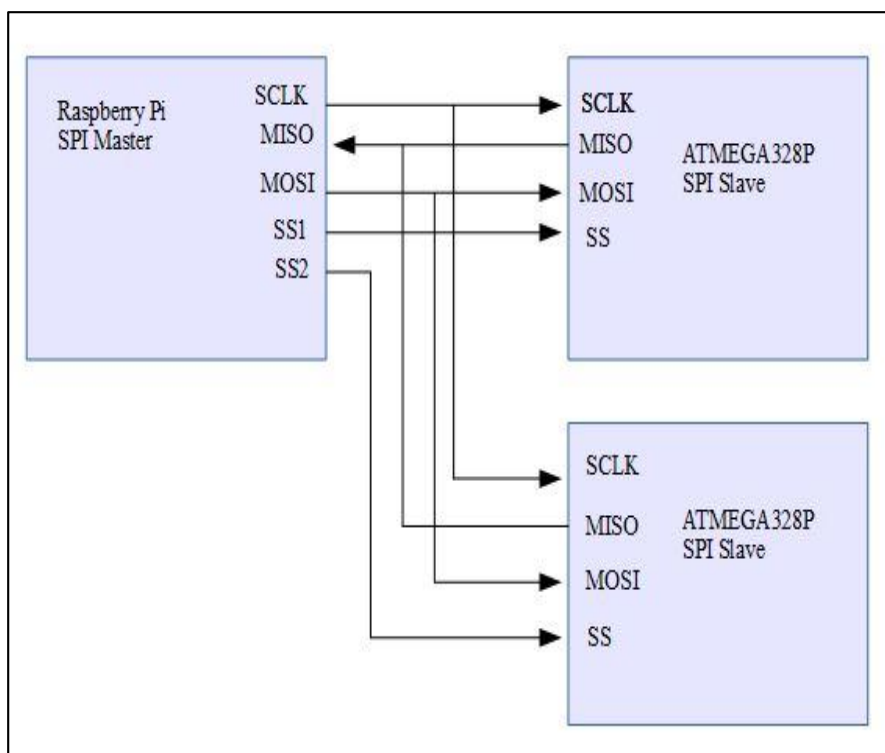 Raspberry Pi
SPI Master
SCLK
MISO
MOSI
SS1
SS2
SCLK
MISO
MOSI
SS
ATMEGA328P
SPI Slave
SCLK
MISO
MOSI
SS
ATMEGA328P
SPI Slave